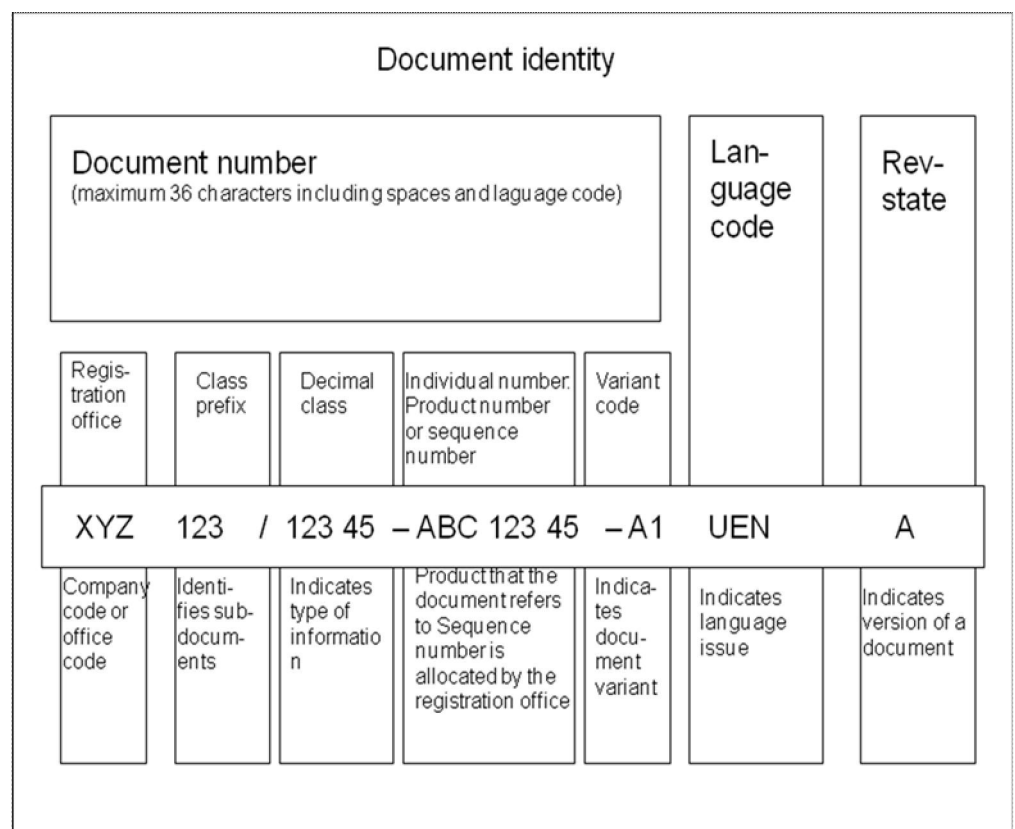 Document identity
Document number
(maximum 36 characters including spaces and laguage code)
Lan-
guage
code
Rev-
state
Regis-
tration
office
Class
prefix
Decimal
class
Individual number:
Product number
or sequence
number
Variant
code
XYZ 123 / 123 45 – ABC 123 45 – A1 UEN A
Company
code or
office
code
Identi-
fies sub-
docum-
ents
Indicates
type of
informatio
n
Product that the
document refers
to Sequence
number is
allocated by the
registration office
Indica-
tes
docu-
ment
variant
Indicates
language
issue
Indicates
version of a
document